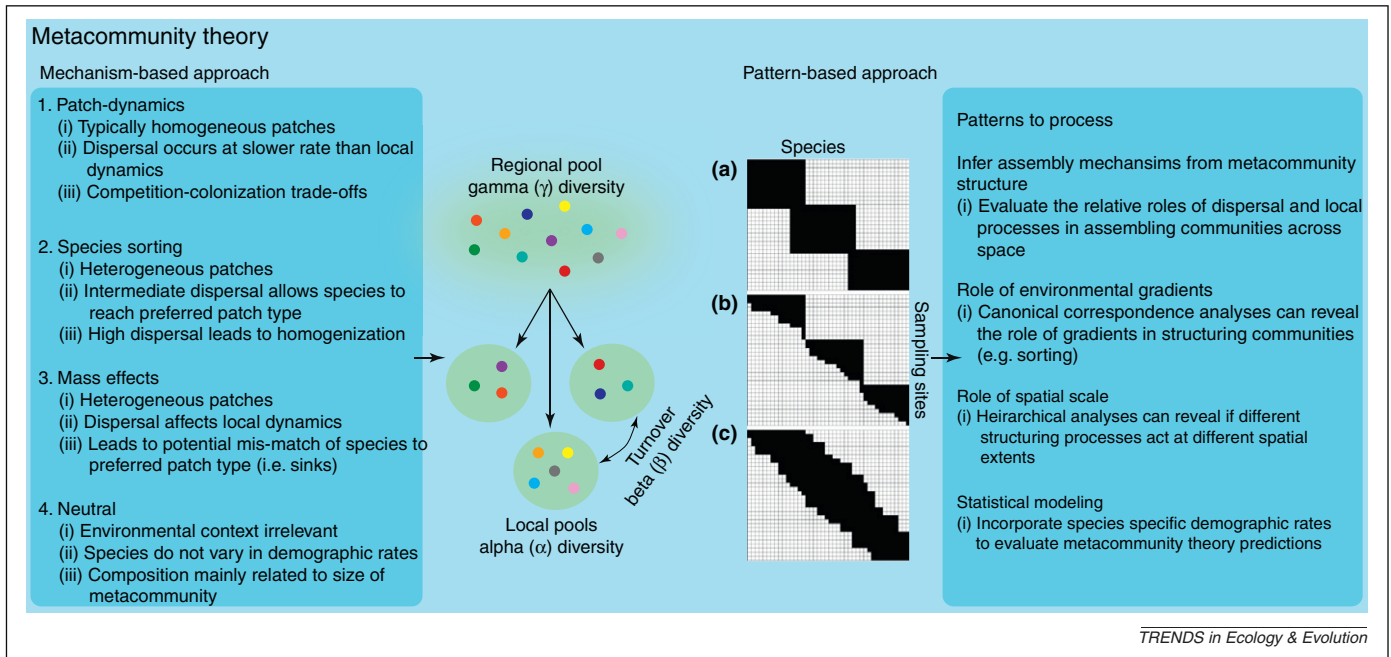 Metacommunity theory
Mechanism-based approach
1. Patch-dynamics
(i) Typically homogeneous patches
(ii) Dispersal occurs at slower rate than local
dynamics
(iii) Competition-colonization trade-offs
2. Species sorting
(i) Heterogeneous patches
(ii) Intermediate dispersal allows species to
reach preferred patch type
(iii) High dispersal leads to homogenization
3. Mass effects
(i) Heterogeneous patches
(ii) Dispersal affects local dynamics
(iii) Leads to potential mis-match of species to
preferred patch type (i.e. sinks)
4. Neutral
(i) Environmental context irrelevant
(ii) Species do not vary in demographic rates
(iii) Composition mainly related to size of
metacommunity
Regional pool
gamma (γ) diversity
Turnover
beta (β) diversity
Local pools
alpha (α) diversity
Pattern-based approach
Species
(a)
(b)
(c)
Sampling sites
Patterns to process
Infer assembly mechansims from metacommunity
structure
(i) Evaluate the relative roles of dispersal and local
processes in assembling communities across
space
Role of environmental gradients
(i) Canonical correspondence analyses can reveal
the role of gradients in structuring communities
(e.g. sorting)
Role of spatial scale
(i) Heirarchical analyses can reveal if different
structuring processes act at different spatial
extents
Statistical modeling
(i) Incorporate species specific demographic rates
to evaluate metacommunity theory predictions
TRENDS in Ecology & Evolution